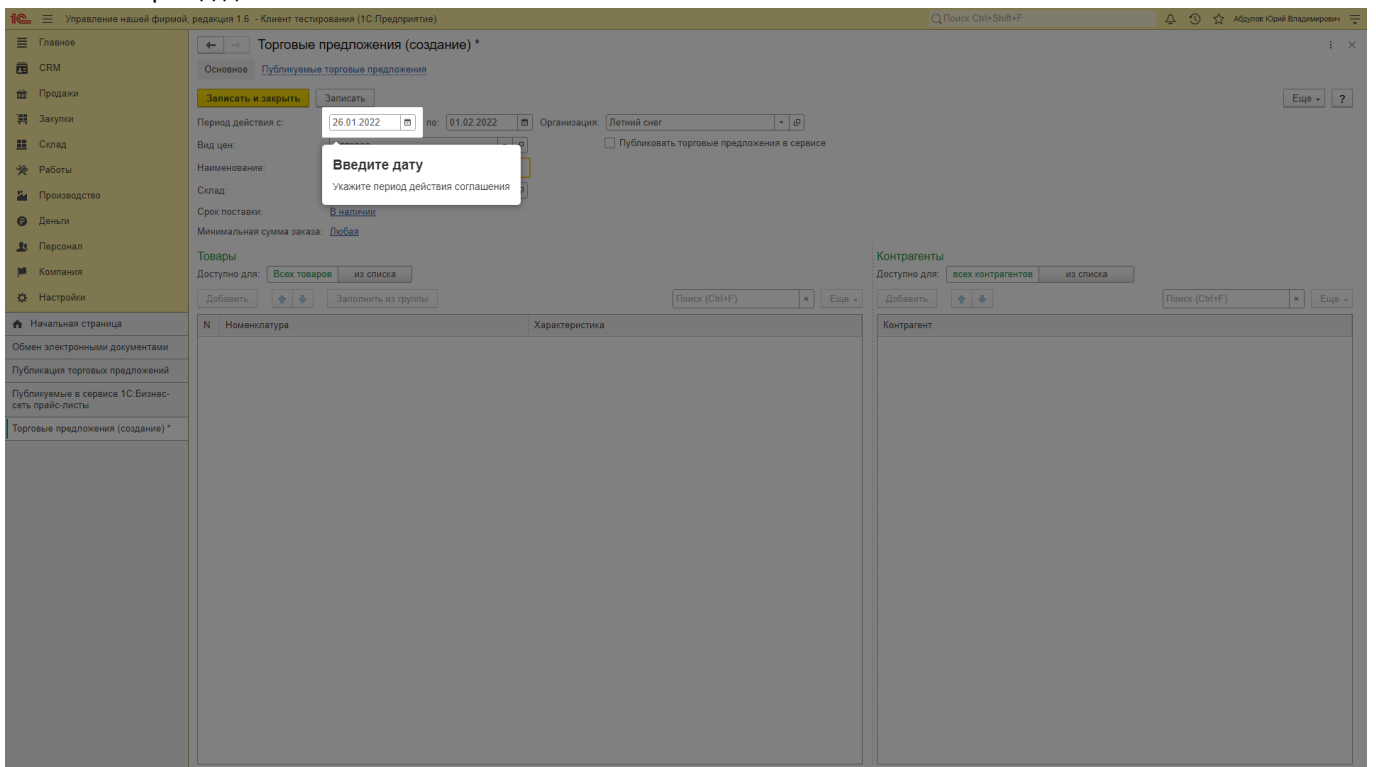 1С Управление нашей фирмой, редакция 1.6 - Клиент тестирования (1С:Предприятие) Поиск Ctrl+Shift+F Абдулов Юрий Владимирович
Главное
CRM
Продажи
Закупки
Склад
Работы
Производство
Деньги
Персонал
Компания
Настройки
Начальная страница
Обмен электронными документами
Публикация торговых предложений
Публикуемые в сервисе 1С:Бизнес-
сеть прайс-листы
Торговые предложения (создание) *
Торговые предложения (создание) *
Основное Публикуемые торговые предложения
Записать и закрыть Записать Еще ?
Период действия с: 26.01.2022 по: 01.02.2022 Организация: Летний снег
Вид цен: Публиковать торговые предложения в сервисе
Наименование:
Введите дату
Укажите период действия соглашения
Склад:
Срок поставки: В наличии
Минимальная сумма заказа: Любая
Товары
Доступно для: Всех товаров из списка
Добавить Заполнить из группы Поиск (Ctrl+F) × Еще
N Номенклатура Характеристика
Контрагенты
Доступно для: всех контрагентов из списка
Добавить Поиск (Ctrl+F) × Еще
Контрагент